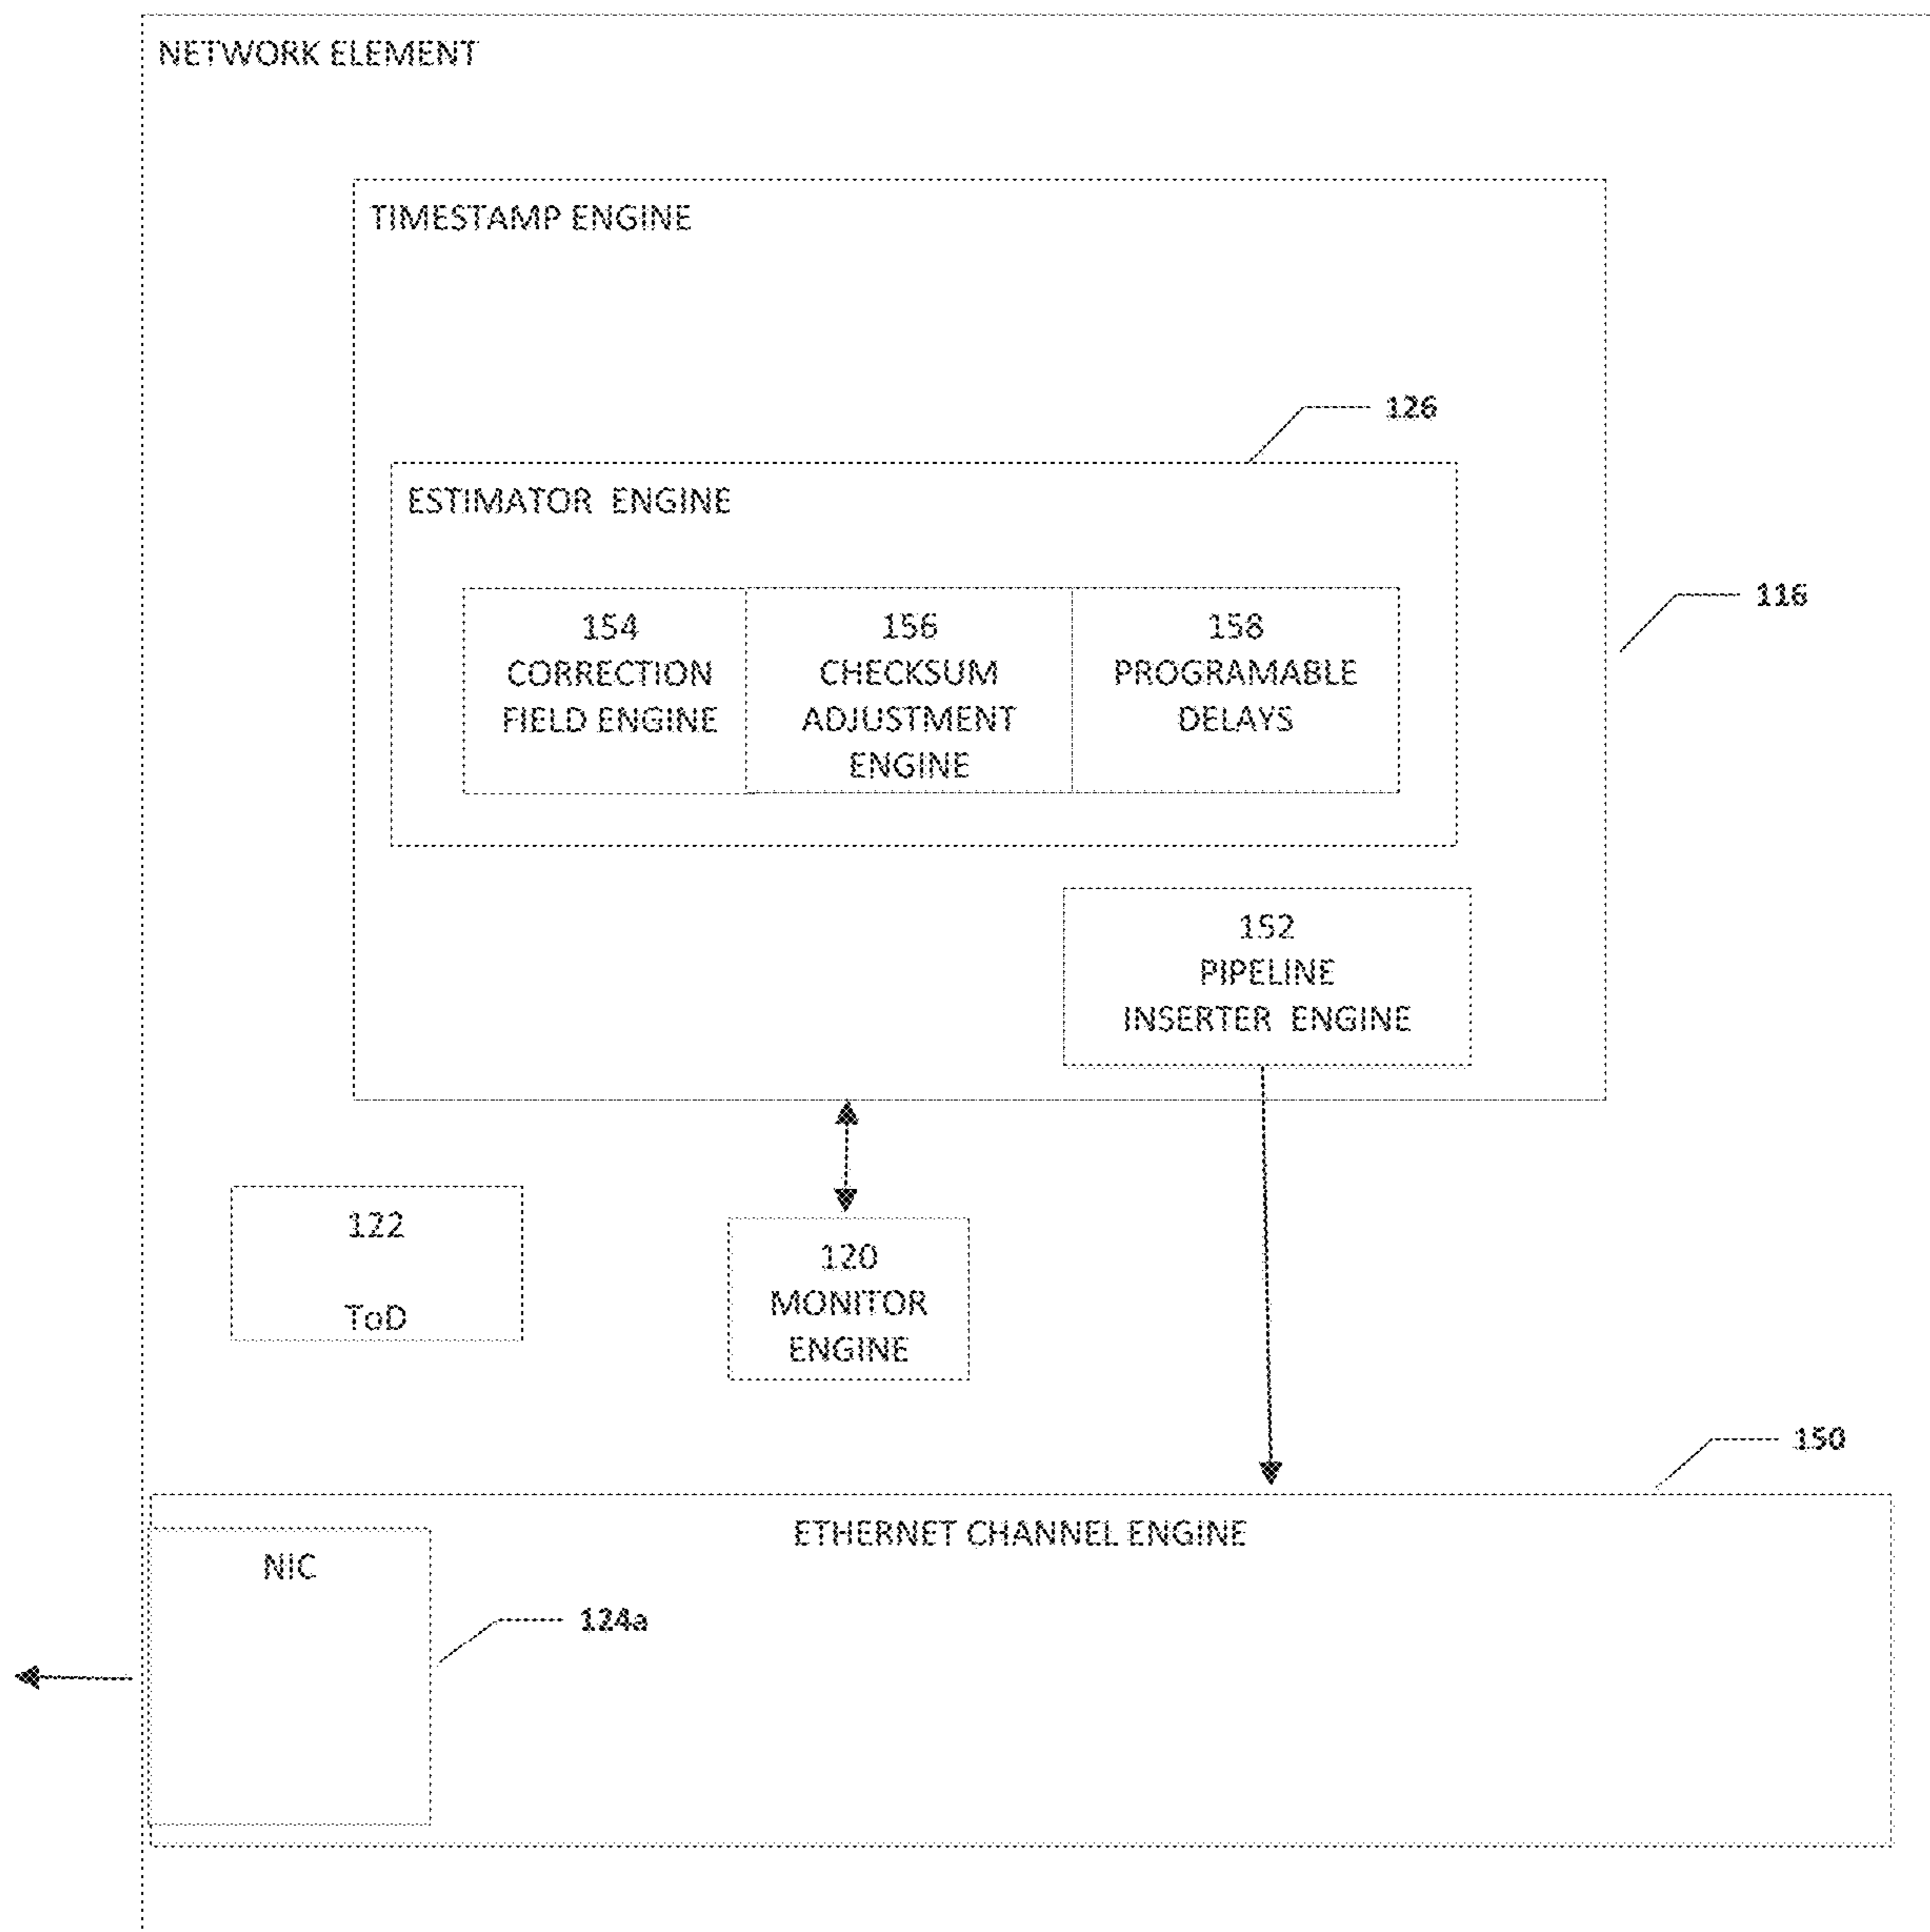 NETWORK ELEMENT
TIMESTAMP ENGINE
126
ESTIMATOR ENGINE
116
154
CORRECTION
FIELD ENGINE
156
CHECKSUM
ADJUSTMENT
ENGINE
158
PROGRAMABLE
DELAYS
152
PIPELINE
INSERTER ENGINE
122
ToD
120
MONITOR
ENGINE
150
ETHERNET CHANNEL ENGINE
NIC
124a